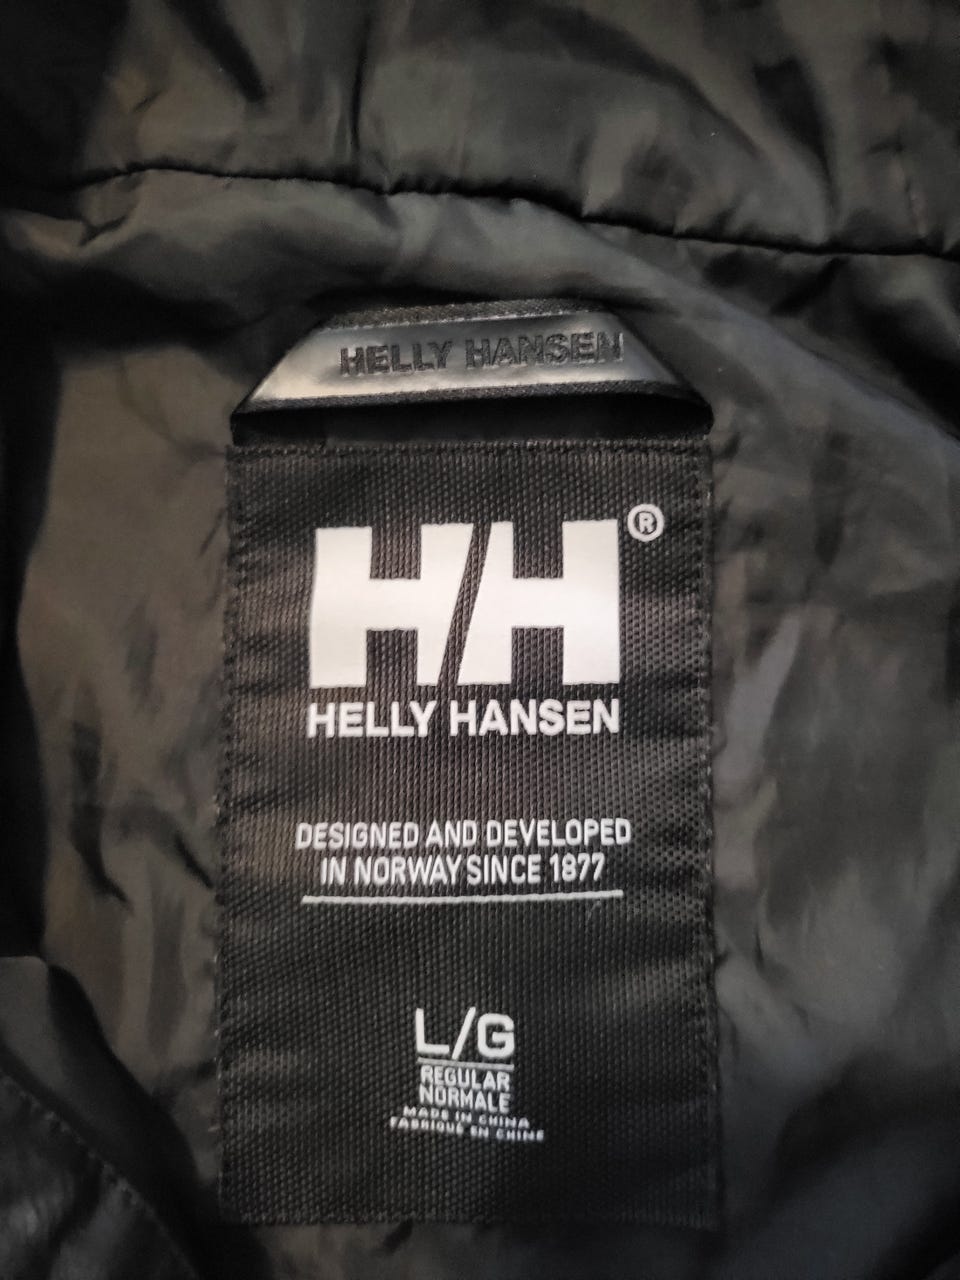 HELLY HANSEN
HH®
HELLY HANSEN
DESIGNED AND DEVELOPED
IN NORWAY SINCE 1877
L/G
REGULAR
NORMALE
MADE IN CHINA
FABRIQUÉ EN CHINE